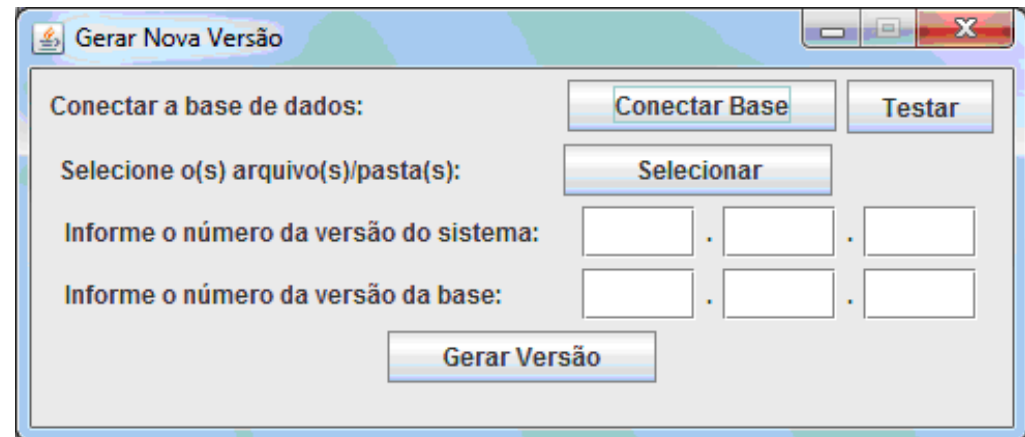 Gerar Nova Versão
Conectar a base de dados: Conectar Base Testar
Selecione o(s) arquivo(s)/pasta(s): Selecionar
Informe o número da versão do sistema: . .
Informe o número da versão da base: . .
Gerar Versão